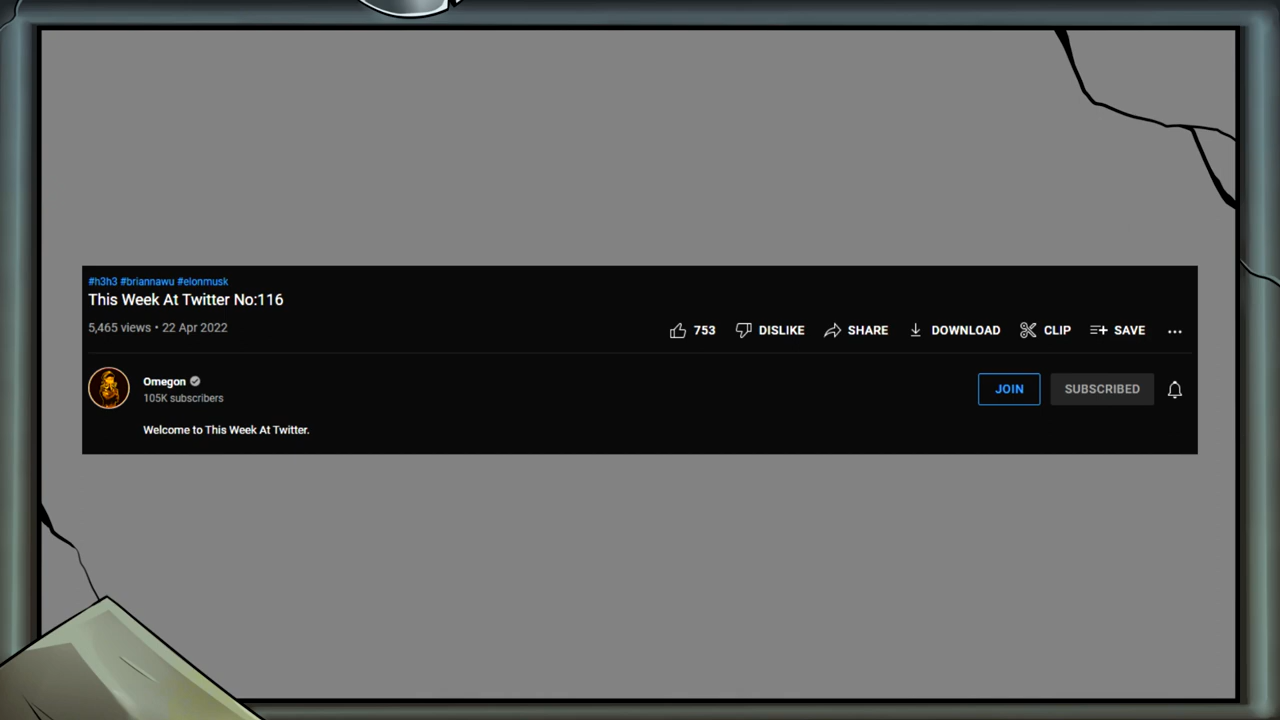 #h3h3 #briannawu #elonmusk
This Week At Twitter No:116
5,465 views • 22 Apr 2022
753 DISLIKE SHARE DOWNLOAD CLIP SAVE ...
Omegon
105K subscribers
JOIN SUBSCRIBED
Welcome to This Week At Twitter.